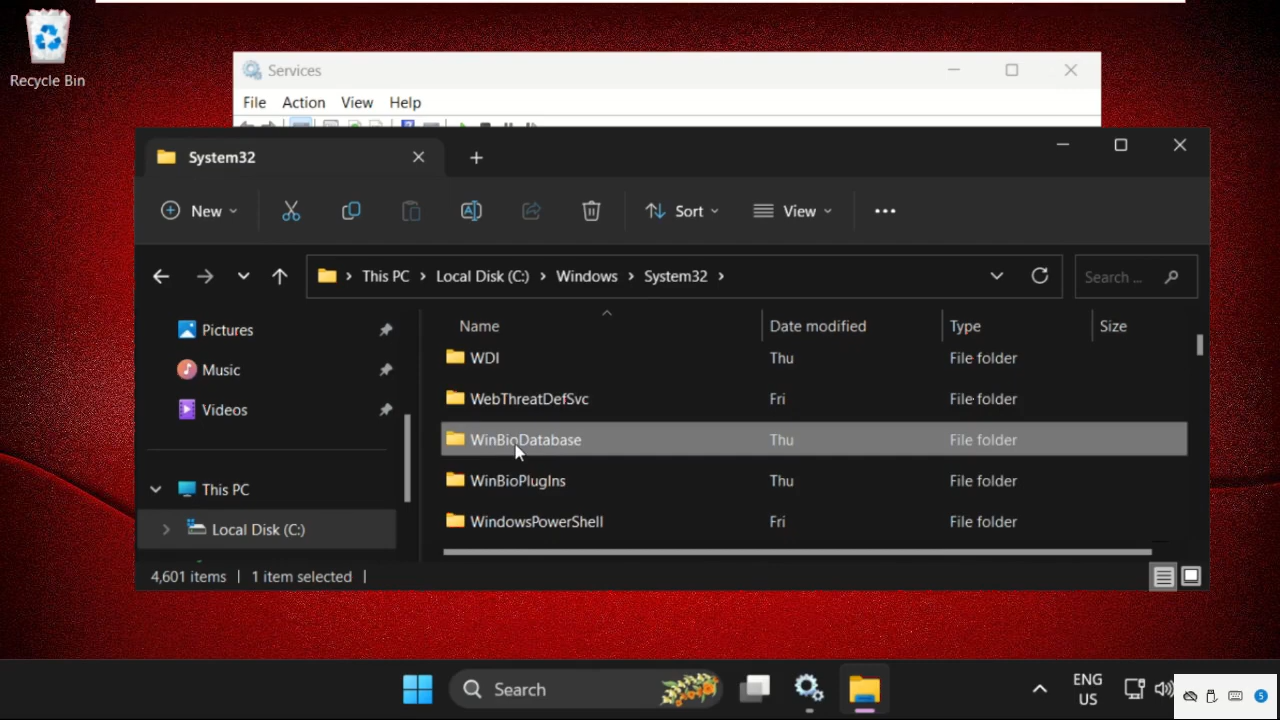 Recycle Bin
Services
File Action View Help
System32
New Sort View
This PC Local Disk (C:) Windows System32 Search ...
Pictures
Music
Videos
This PC
Local Disk (C:)
Name Date modified Type Size
WDI Thu File folder
WebThreatDefSvc Fri File folder
WinBioDatabase Thu File folder
WinBioPlugIns Thu File folder
WindowsPowerShell Fri File folder
4,601 items 1 item selected
Search
ENG
US
5